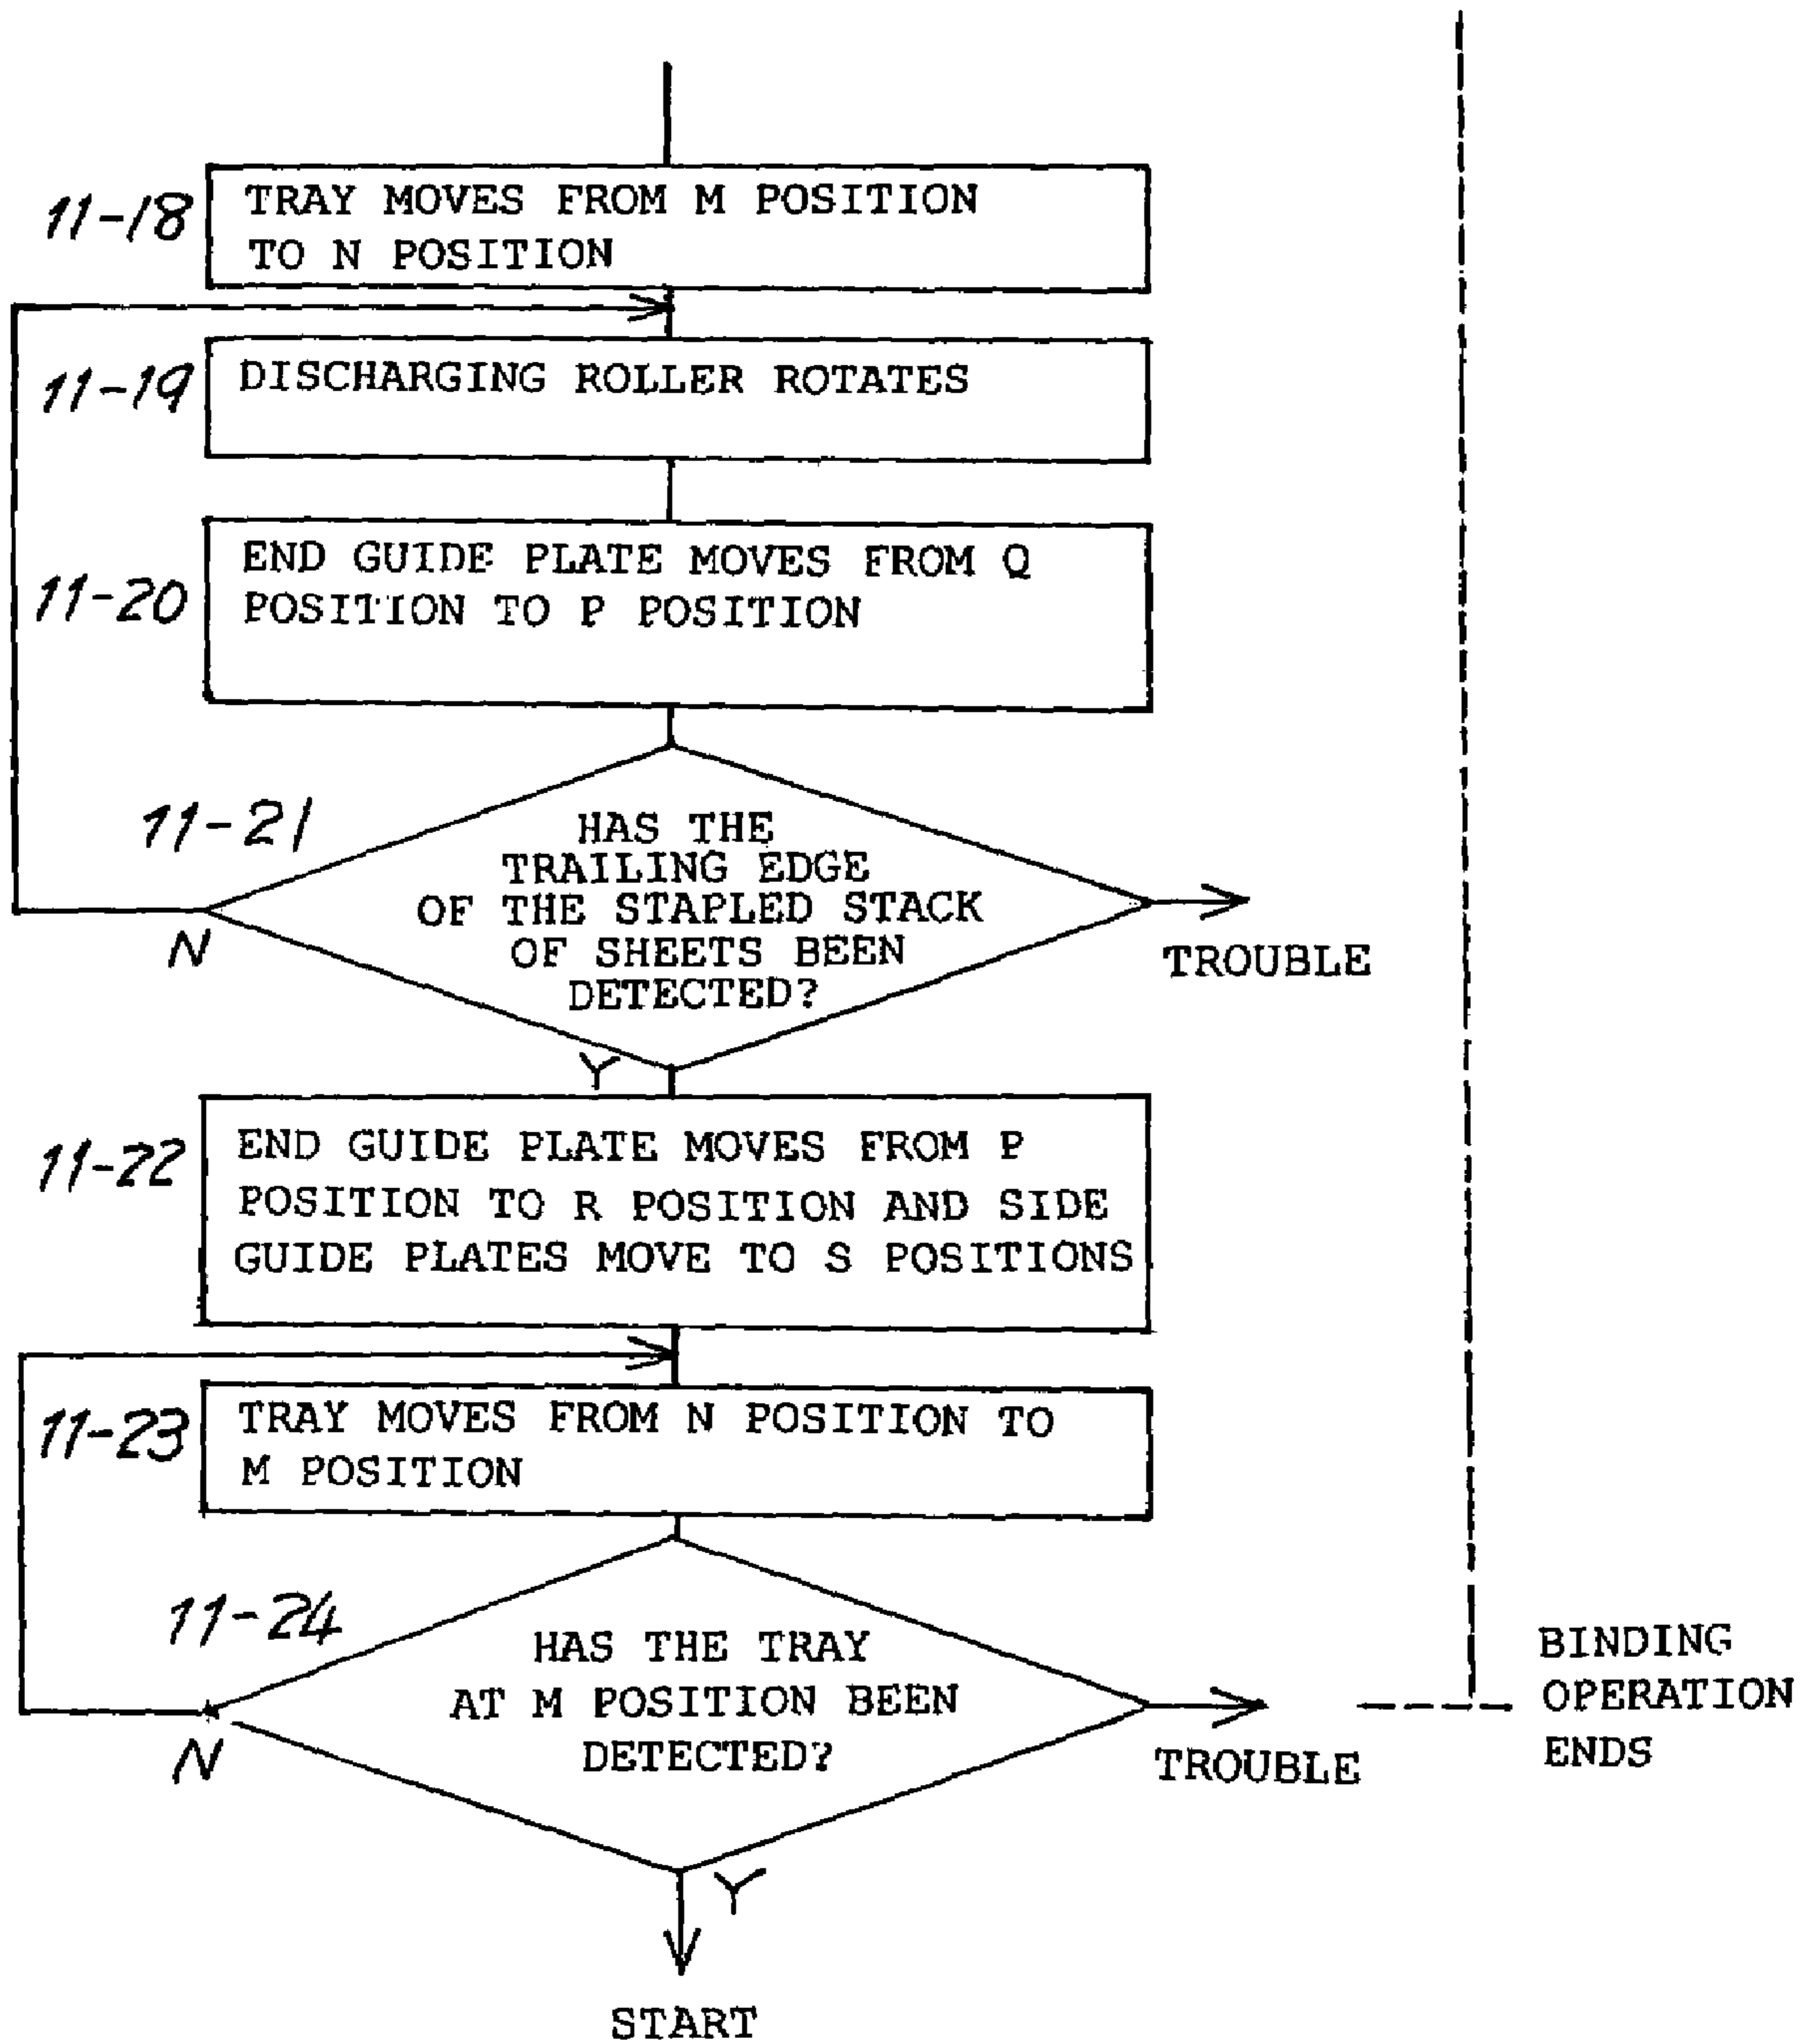 11-18
TRAY MOVES FROM M POSITION
TO N POSITION
11-19
DISCHARGING ROLLER ROTATES
11-20
END GUIDE PLATE MOVES FROM Q
POSITION TO P POSITION
11-21
HAS THE
TRAILING EDGE
OF THE STAPLED STACK
OF SHEETS BEEN
DETECTED?
N
TROUBLE
Y
11-22
END GUIDE PLATE MOVES FROM P
POSITION TO R POSITION AND SIDE
GUIDE PLATES MOVE TO S POSITIONS
11-23
TRAY MOVES FROM N POSITION TO
M POSITION
11-24
HAS THE TRAY
AT M POSITION BEEN
DETECTED?
N
TROUBLE
BINDING
OPERATION
ENDS
Y
START